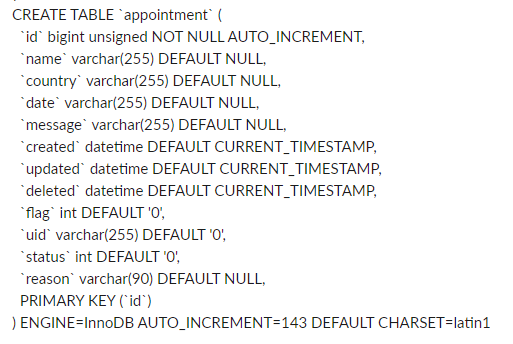 CREATE TABLE `appointment` (
`id` bigint unsigned NOT NULL AUTO_INCREMENT,
`name` varchar(255) DEFAULT NULL,
`country` varchar(255) DEFAULT NULL,
`date` varchar(255) DEFAULT NULL,
`message` varchar(255) DEFAULT NULL,
`created` datetime DEFAULT CURRENT_TIMESTAMP,
`updated` datetime DEFAULT CURRENT_TIMESTAMP,
`deleted` datetime DEFAULT CURRENT_TIMESTAMP,
`flag` int DEFAULT '0',
`uid` varchar(255) DEFAULT '0',
`status` int DEFAULT '0',
`reason` varchar(90) DEFAULT NULL,
PRIMARY KEY (`id`)
) ENGINE=InnoDB AUTO_INCREMENT=143 DEFAULT CHARSET=latin1